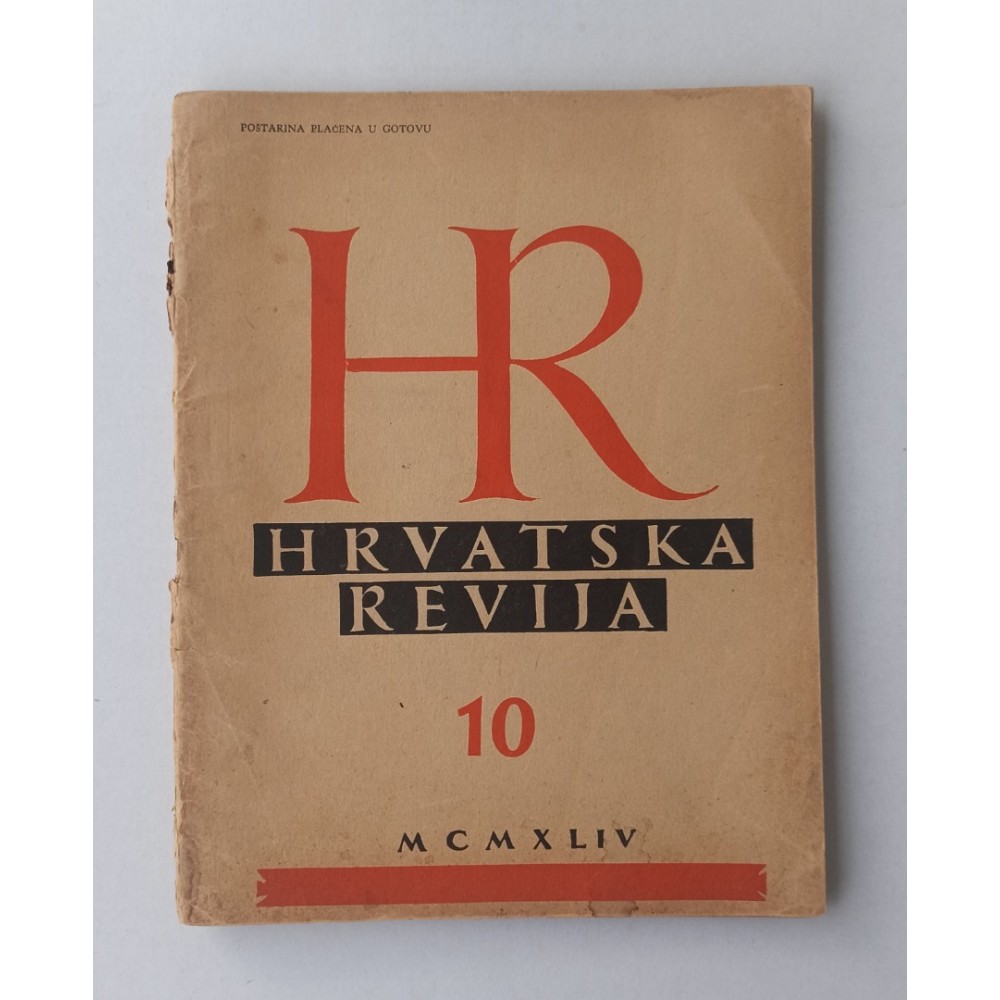 POŠTARINA PLAĆENA U GOTOVU
HR
HRVATSKA
REVIJA
10
MCMXLIV